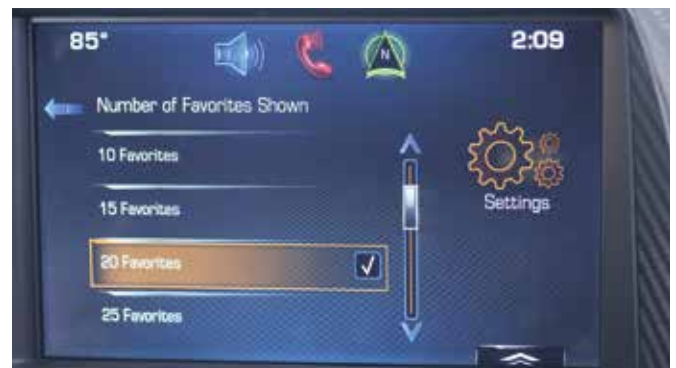 85°
N
2:09
Number of Favorites Shown
10 Favorites
15 Favorites
Settings
20 Favorites
25 Favorites